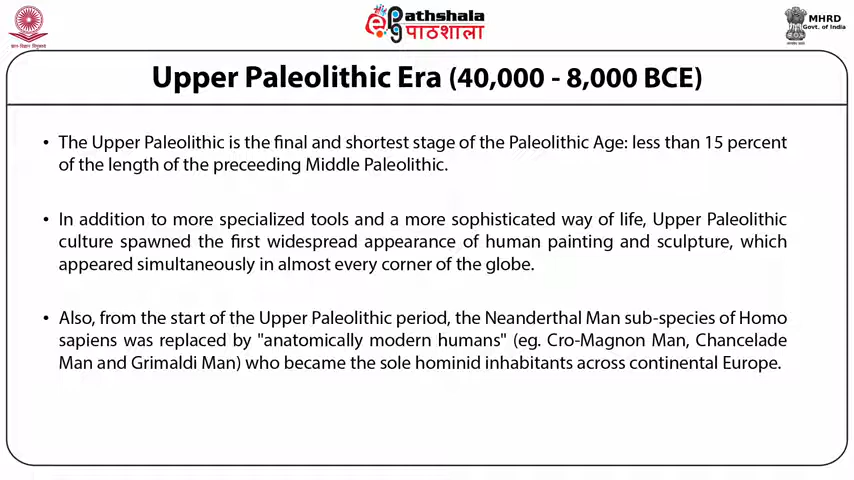 ePathshala
पाठशाला
MHRD
Govt. of India
Upper Paleolithic Era (40,000 - 8,000 BCE)
• The Upper Paleolithic is the final and shortest stage of the Paleolithic Age: less than 15 percent
of the length of the preceeding Middle Paleolithic.
• In addition to more specialized tools and a more sophisticated way of life, Upper Paleolithic
culture spawned the first widespread appearance of human painting and sculpture, which
appeared simultaneously in almost every corner of the globe.
• Also, from the start of the Upper Paleolithic period, the Neanderthal Man sub-species of Homo
sapiens was replaced by "anatomically modern humans" (eg. Cro-Magnon Man, Chancelade
Man and Grimaldi Man) who became the sole hominid inhabitants across continental Europe.